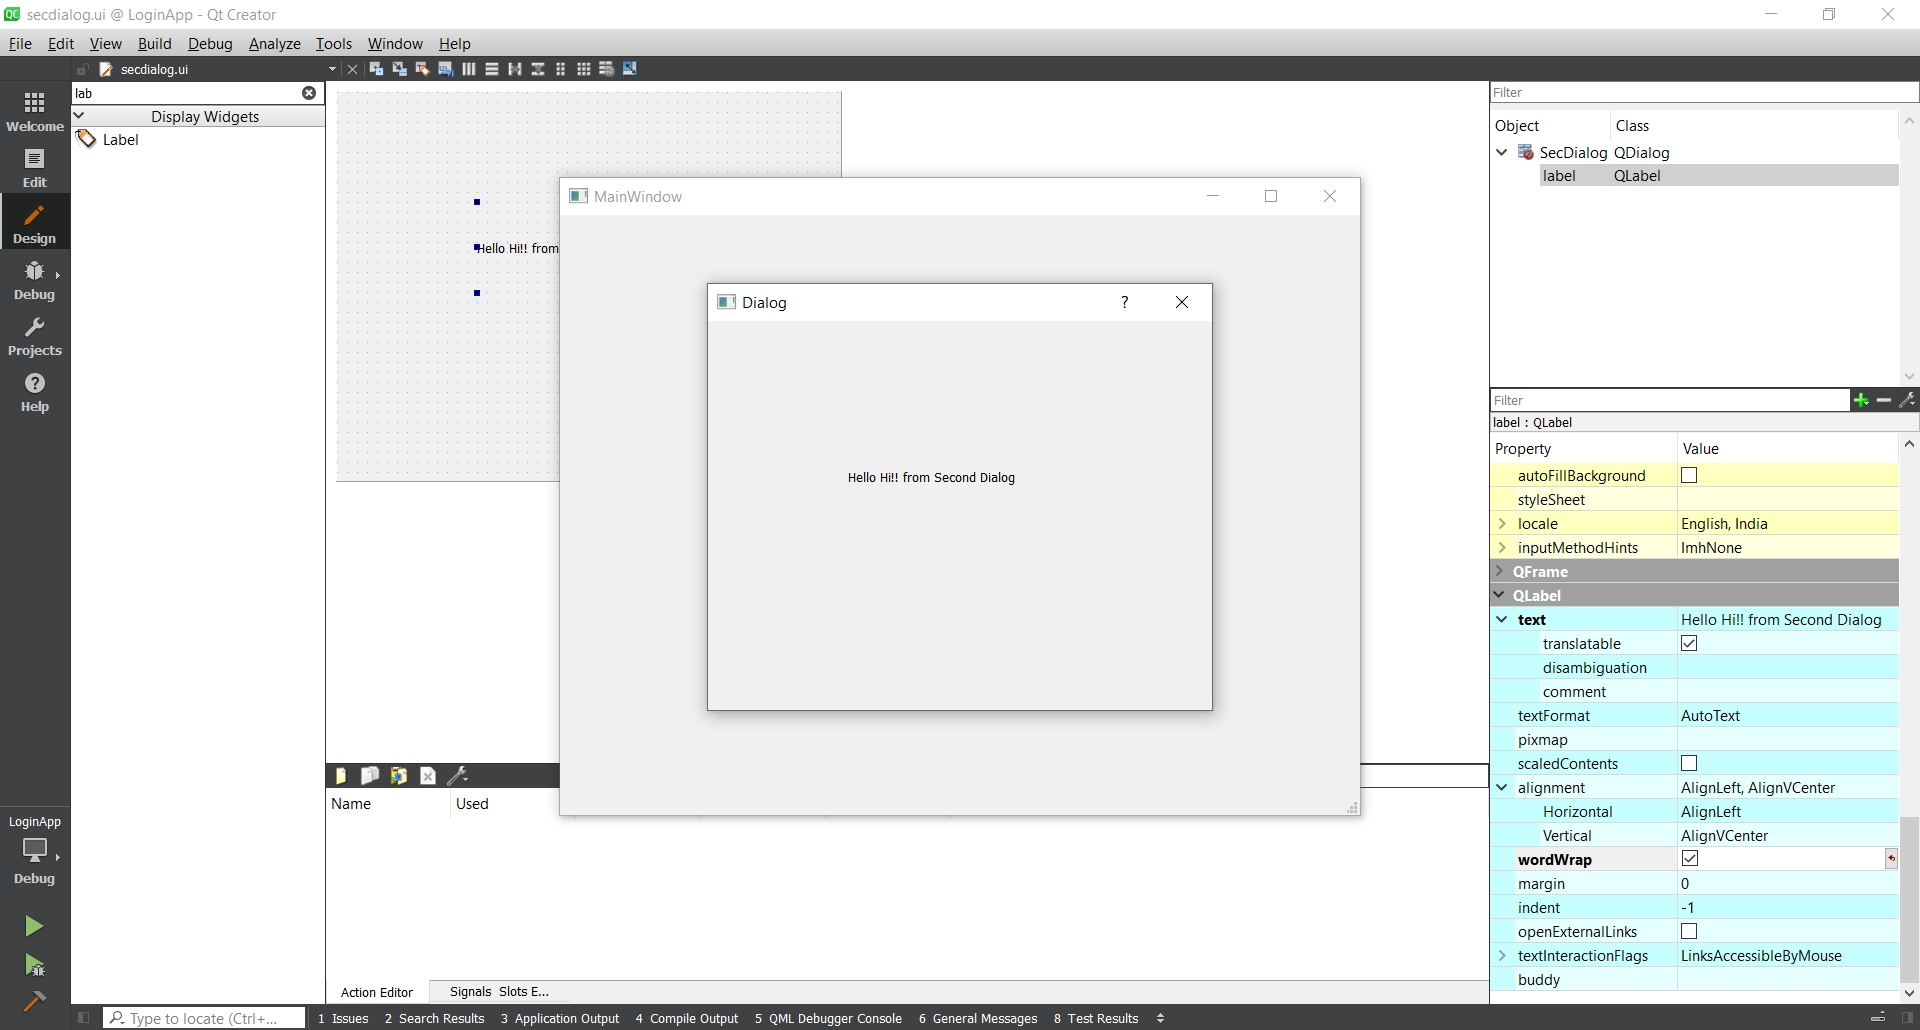 secdialog.ui @ LoginApp - Qt Creator
File Edit View Build Debug Analyze Tools Window Help
secdialog.ui
Welcome
Edit
Design
Debug
Projects
Help
LoginApp
Debug
lab
Display Widgets
Label
Hello Hi!! from
MainWindow
Dialog
?
Hello Hi!! from Second Dialog
Name Used
Action Editor Signals Slots E...
Filter
Object Class
SecDialog QDialog
label QLabel
Filter
label : QLabel
Property Value
autoFillBackground
styleSheet
locale English, India
inputMethodHints ImhNone
QFrame
QLabel
text Hello Hi!! from Second Dialog
translatable
disambiguation
comment
textFormat AutoText
pixmap
scaledContents
alignment AlignLeft, AlignVCenter
Horizontal AlignLeft
Vertical AlignVCenter
wordWrap
margin 0
indent -1
openExternalLinks
textInteractionFlags LinksAccessibleByMouse
buddy
Type to locate (Ctrl+... 1 Issues 2 Search Results 3 Application Output 4 Compile Output 5 QML Debugger Console 6 General Messages 8 Test Results